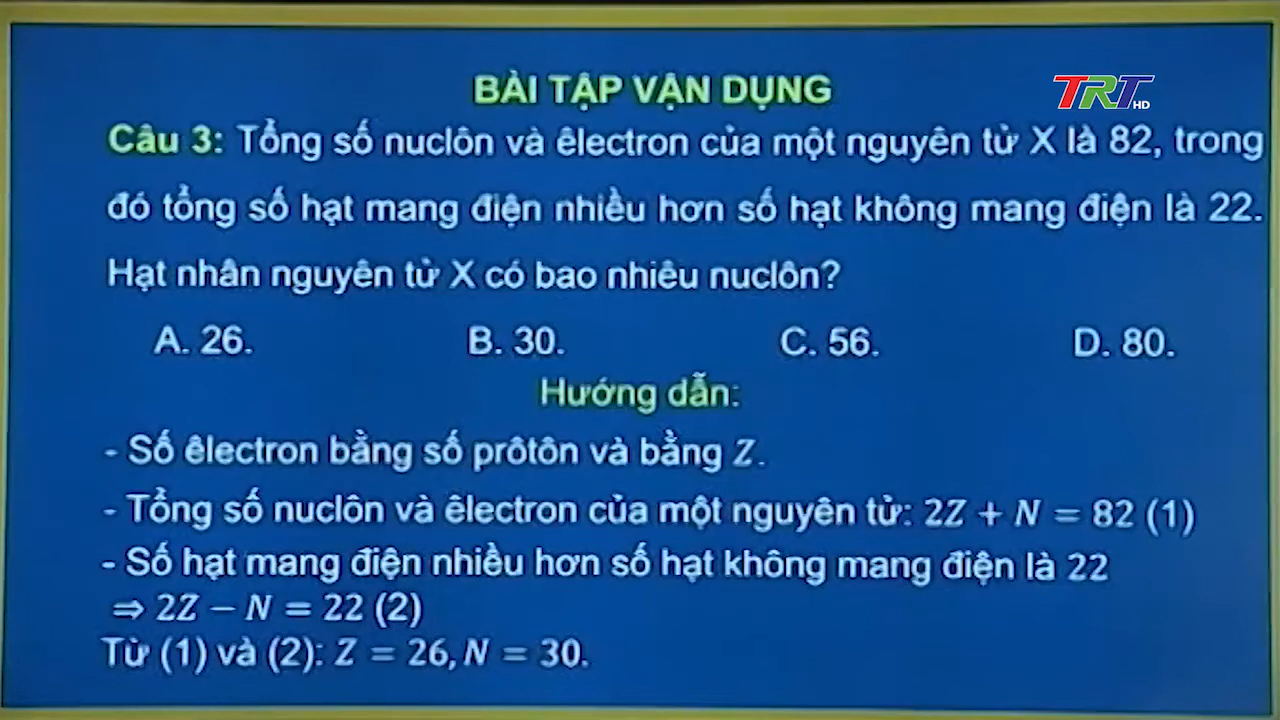 BÀI TẬP VẬN DỤNG
TRT HD
Câu 3: Tổng số nuclôn và êlectron của một nguyên tử X là 82, trong
đó tổng số hạt mang điện nhiều hơn số hạt không mang điện là 22.
Hạt nhân nguyên tử X có bao nhiêu nuclôn?
A. 26. B. 30. C. 56. D. 80.
Hướng dẫn:
- Số êlectron bằng số prôtôn và bằng Z.
- Tổng số nuclôn và êlectron của một nguyên tử: 2Z + N = 82 (1)
- Số hạt mang điện nhiều hơn số hạt không mang điện là 22
⇒ 2Z − N = 22 (2)
Từ (1) và (2): Z = 26, N = 30.